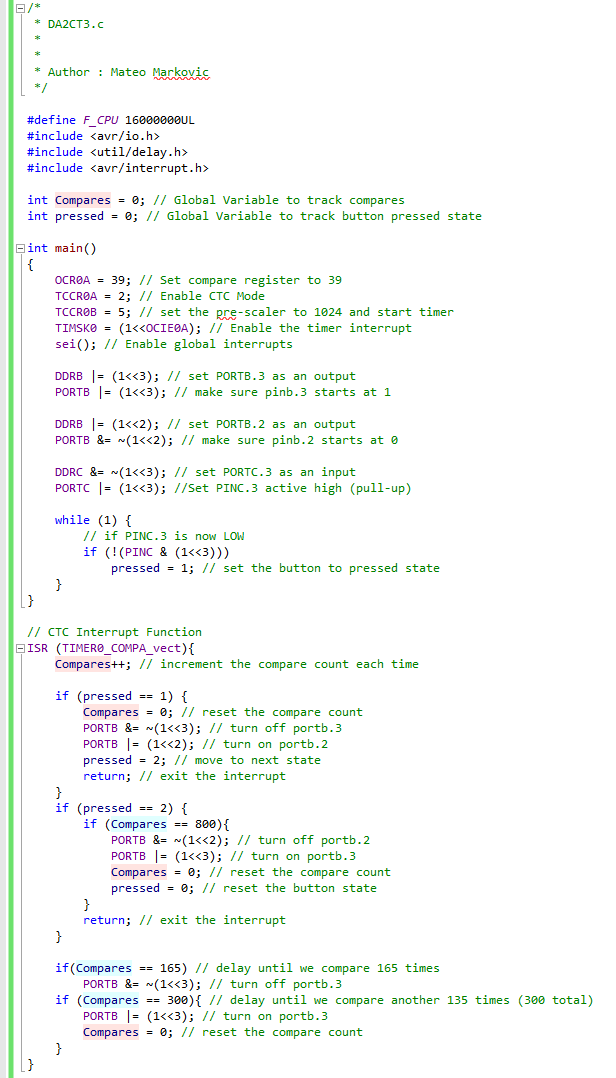 /*
 * DA2CT3.c
 *
 *
 * Author : Mateo Markovic
 */

#define F_CPU 16000000UL
#include <avr/io.h>
#include <util/delay.h>
#include <avr/interrupt.h>

int Compares = 0; // Global Variable to track compares
int pressed = 0; // Global Variable to track button pressed state

int main()
{
    OCR0A = 39; // Set compare register to 39
    TCCR0A = 2; // Enable CTC Mode
    TCCR0B = 5; // set the pre-scaler to 1024 and start timer
    TIMSK0 = (1<<OCIE0A); // Enable the timer interrupt
    sei(); // Enable global interrupts

    DDRB |= (1<<3); // set PORTB.3 as an output
    PORTB |= (1<<3); // make sure pinb.3 starts at 1

    DDRB |= (1<<2); // set PORTB.2 as an output
    PORTB &= ~(1<<2); // make sure pinb.2 starts at 0

    DDRC &= ~(1<<3); // set PORTC.3 as an input
    PORTC |= (1<<3); //Set PINC.3 active high (pull-up)

    while (1) {
        // if PINC.3 is now LOW
        if (!(PINC & (1<<3)))
            pressed = 1; // set the button to pressed state
    }
}

// CTC Interrupt Function
ISR (TIMER0_COMPA_vect){
    Compares++; // increment the compare count each time

    if (pressed == 1) {
        Compares = 0; // reset the compare count
        PORTB &= ~(1<<3); // turn off portb.3
        PORTB |= (1<<2); // turn on portb.2
        pressed = 2; // move to next state
        return; // exit the interrupt
    }
    if (pressed == 2) {
        if (Compares == 800){
            PORTB &= ~(1<<2); // turn off portb.2
            PORTB |= (1<<3); // turn on portb.3
            Compares = 0; // reset the compare count
            pressed = 0; // reset the button state
        }
        return; // exit the interrupt
    }

    if(Compares == 165) // delay until we compare 165 times
        PORTB &= ~(1<<3); // turn off portb.3
    if (Compares == 300){ // delay until we compare another 135 times (300 total)
        PORTB |= (1<<3); // turn on portb.3
        Compares = 0; // reset the compare count
    }
}